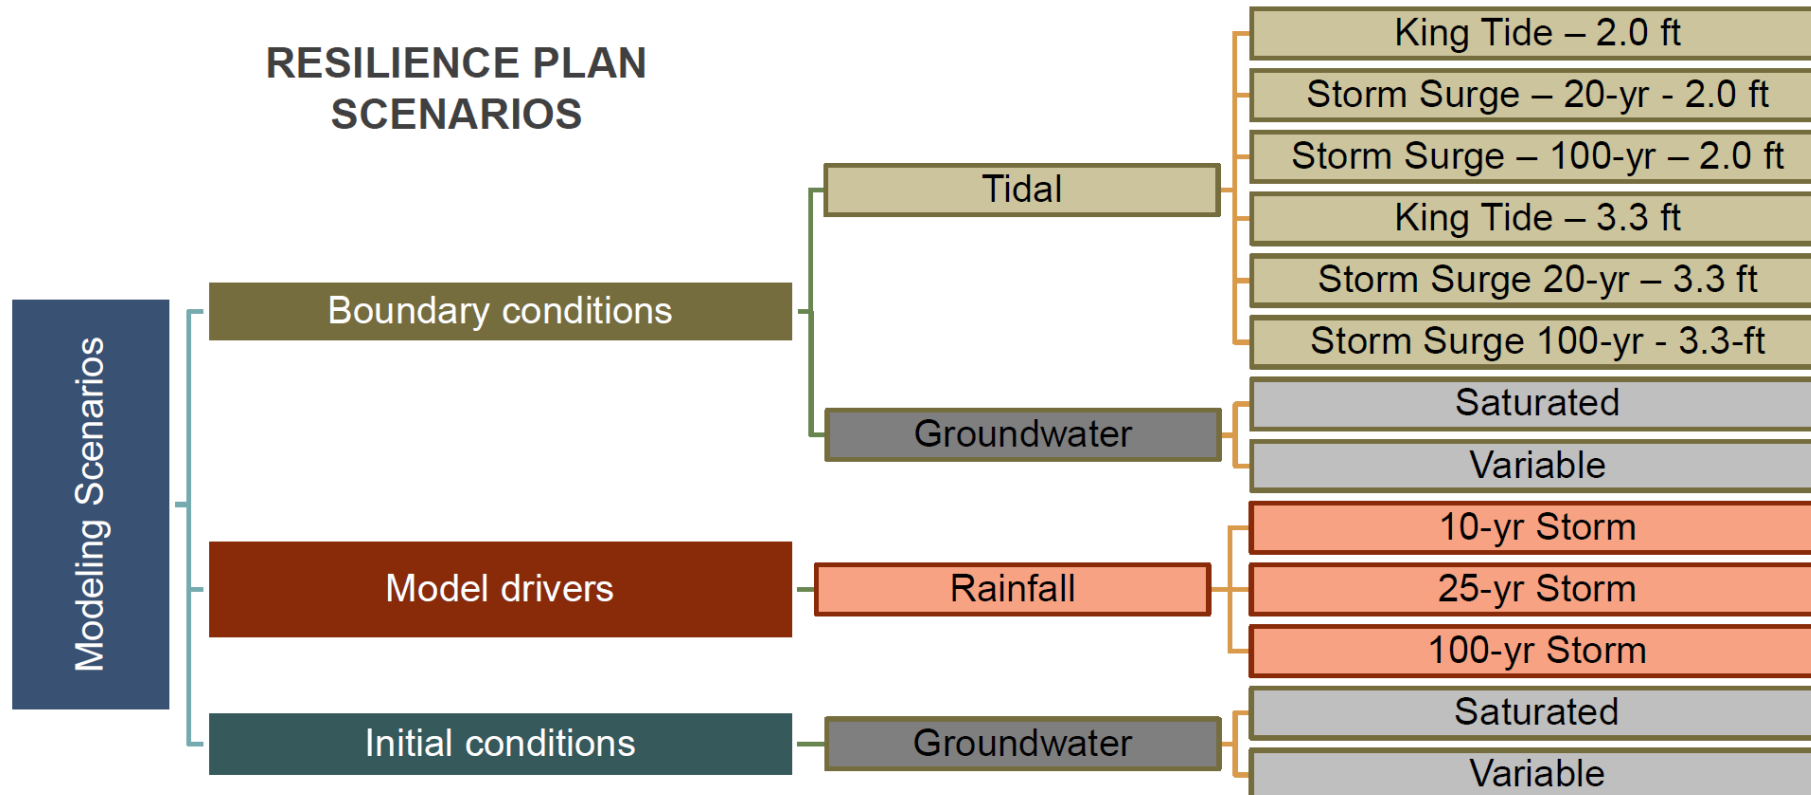 RESILIENCE PLAN
SCENARIOS
Modeling Scenarios
Boundary conditions
Tidal
King Tide – 2.0 ft
Storm Surge – 20-yr - 2.0 ft
Storm Surge – 100-yr – 2.0 ft
King Tide – 3.3 ft
Storm Surge 20-yr – 3.3 ft
Storm Surge 100-yr - 3.3-ft
Groundwater
Saturated
Variable
Model drivers
Rainfall
10-yr Storm
25-yr Storm
100-yr Storm
Initial conditions
Groundwater
Saturated
Variable